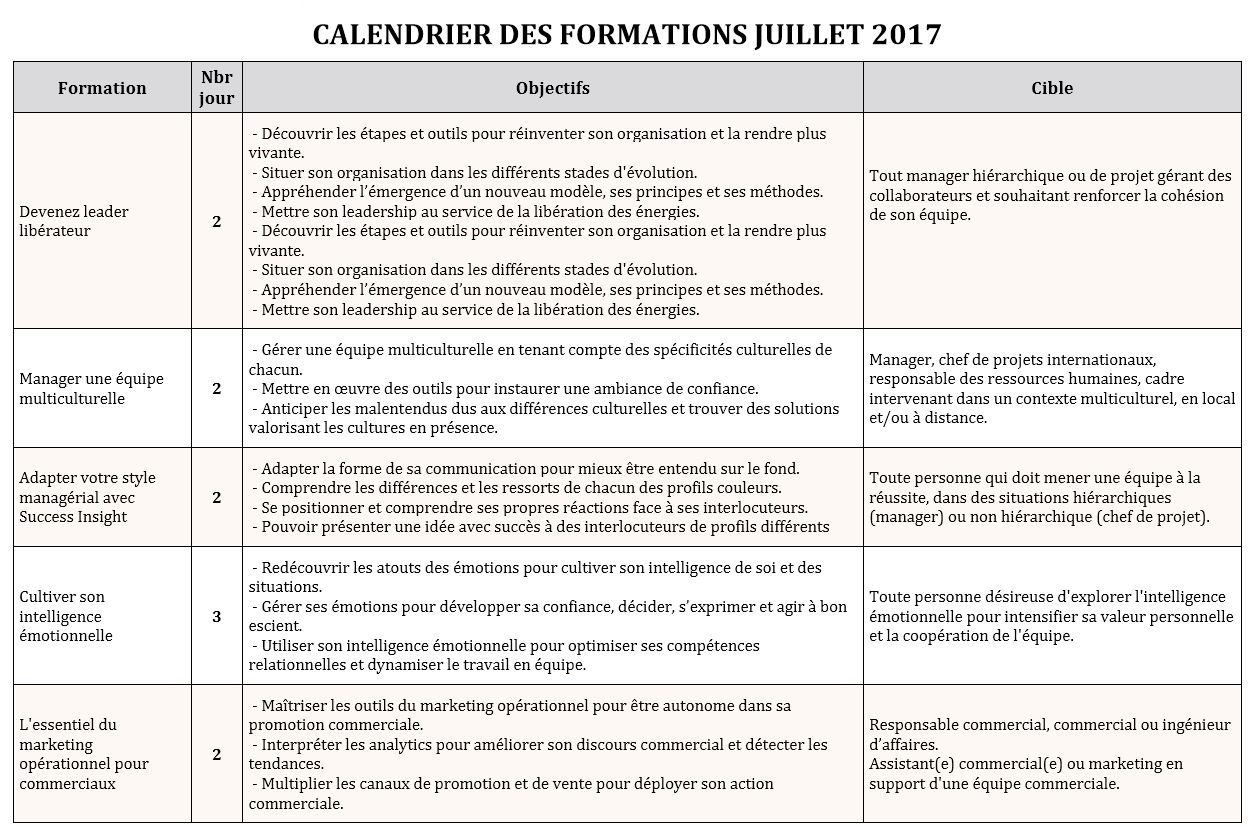 CALENDRIER DES FORMATIONS JUILLET 2017
Formation
Nbr
jour
Objectifs
Cible
Devenez leader
libérateur
2
- Découvrir les étapes et outils pour réinventer son organisation et la rendre plus
vivante.
- Situer son organisation dans les différents stades d'évolution.
- Appréhender l’émergence d’un nouveau modèle, ses principes et ses méthodes.
- Mettre son leadership au service de la libération des énergies.
- Découvrir les étapes et outils pour réinventer son organisation et la rendre plus
vivante.
- Situer son organisation dans les différents stades d'évolution.
- Appréhender l’émergence d’un nouveau modèle, ses principes et ses méthodes.
- Mettre son leadership au service de la libération des énergies.
Tout manager hiérarchique ou de projet gérant des
collaborateurs et souhaitant renforcer la cohésion
de son équipe.
Manager une équipe
multiculturelle
2
- Gérer une équipe multiculturelle en tenant compte des spécificités culturelles de
chacun.
- Mettre en œuvre des outils pour instaurer une ambiance de confiance.
- Anticiper les malentendus dus aux différences culturelles et trouver des solutions
valorisant les cultures en présence.
Manager, chef de projets internationaux,
responsable des ressources humaines, cadre
intervenant dans un contexte multiculturel, en local
et/ou à distance.
Adapter votre style
managérial avec
Success Insight
2
- Adapter la forme de sa communication pour mieux être entendu sur le fond.
- Comprendre les différences et les ressorts de chacun des profils couleurs.
- Se positionner et comprendre ses propres réactions face à ses interlocuteurs.
- Pouvoir présenter une idée avec succès à des interlocuteurs de profils différents
Toute personne qui doit mener une équipe à la
réussite, dans des situations hiérarchiques
(manager) ou non hiérarchique (chef de projet).
Cultiver son
intelligence
émotionnelle
3
- Redécouvrir les atouts des émotions pour cultiver son intelligence de soi et des
situations.
- Gérer ses émotions pour développer sa confiance, décider, s’exprimer et agir à bon
escient.
- Utiliser son intelligence émotionnelle pour optimiser ses compétences
relationnelles et dynamiser le travail en équipe.
Toute personne désireuse d'explorer l'intelligence
émotionnelle pour intensifier sa valeur personnelle
et la coopération de l'équipe.
L'essentiel du
marketing
opérationnel pour
commerciaux
2
- Maîtriser les outils du marketing opérationnel pour être autonome dans sa
promotion commerciale.
- Interpréter les analytics pour améliorer son discours commercial et détecter les
tendances.
- Multiplier les canaux de promotion et de vente pour déployer son action
commerciale.
Responsable commercial, commercial ou ingénieur
d’affaires.
Assistant(e) commercial(e) ou marketing en
support d'une équipe commerciale.